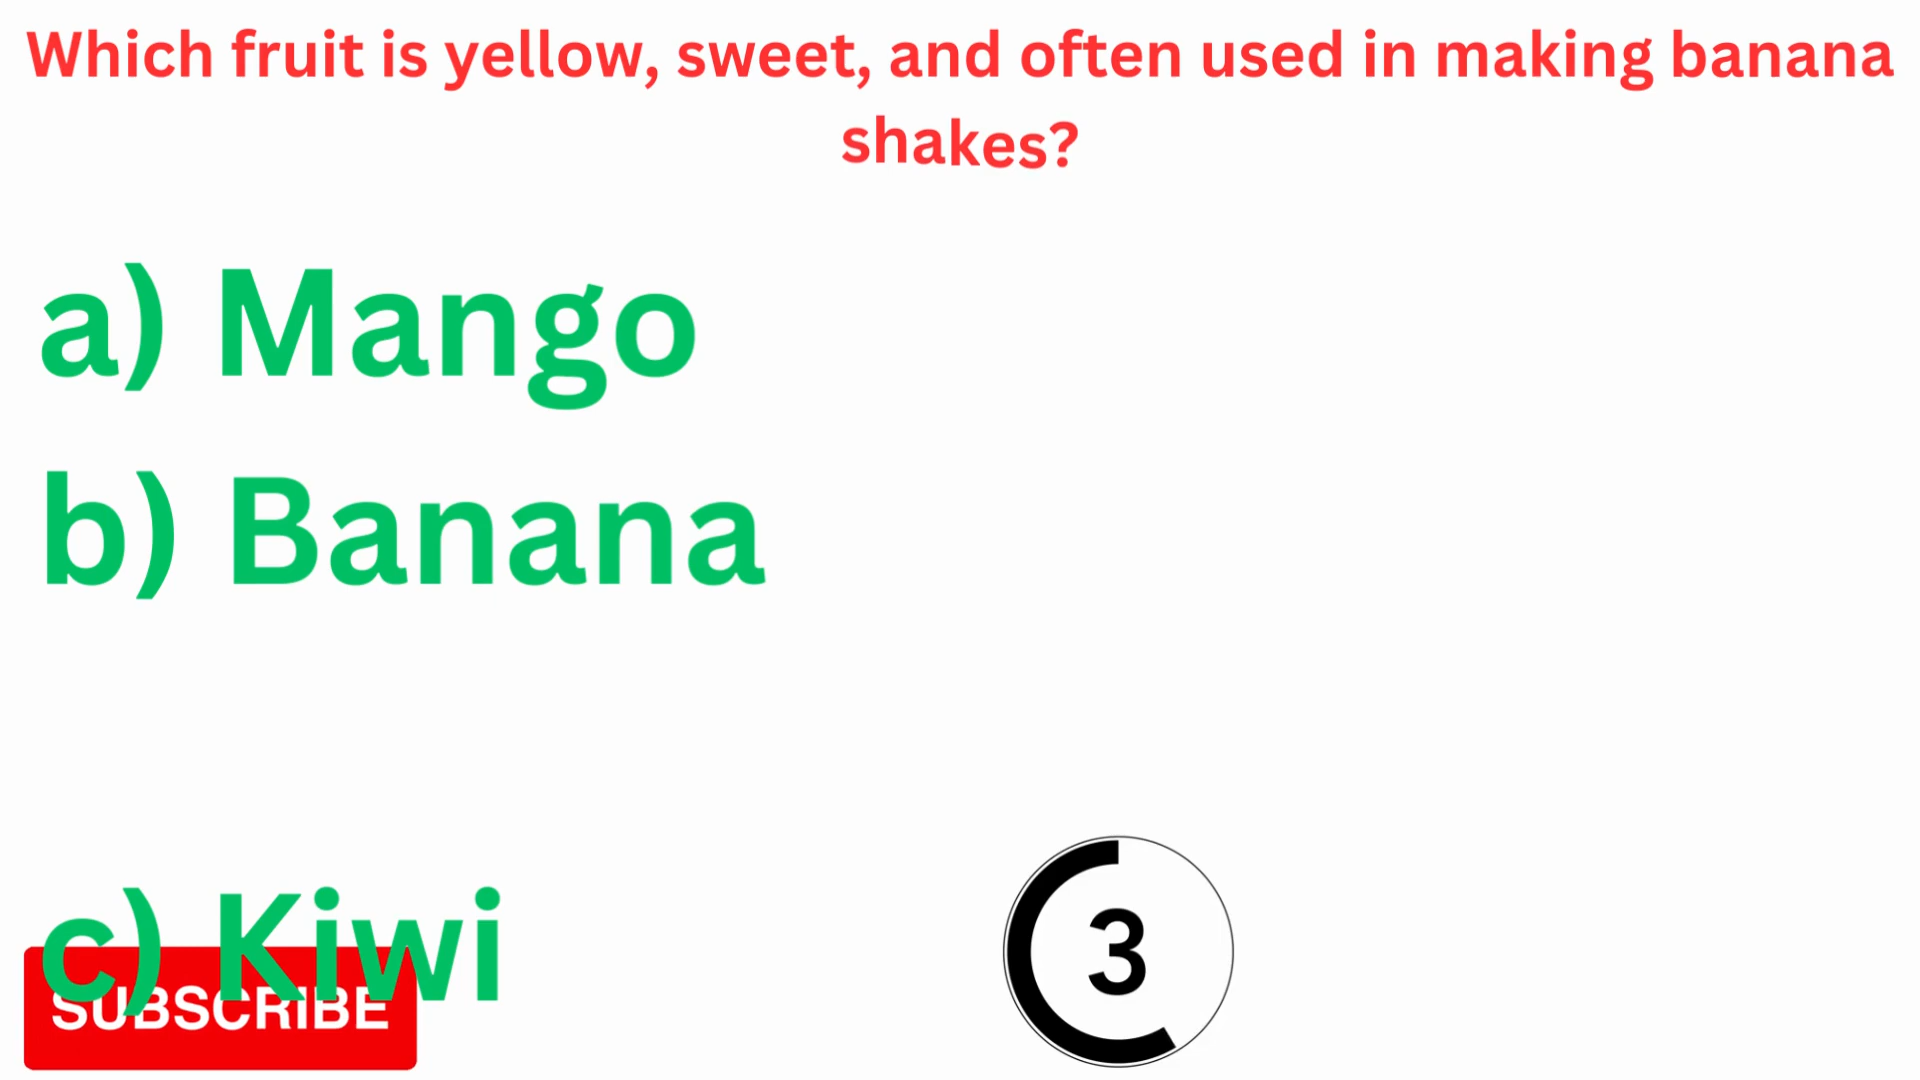 Which fruit is yellow, sweet, and often used in making banana
shakes?
a) Mango
b) Banana
c) Kiwi
SUBSCRIBE
3